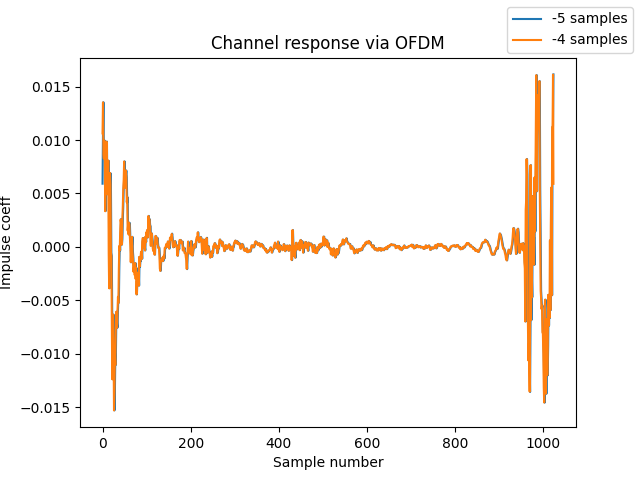 -5 samples
-4 samples
Channel response via OFDM
0.015
0.010
0.005
0.000
−0.005
−0.010
−0.015
Impulse coeff
0 200 400 600 800 1000
Sample number